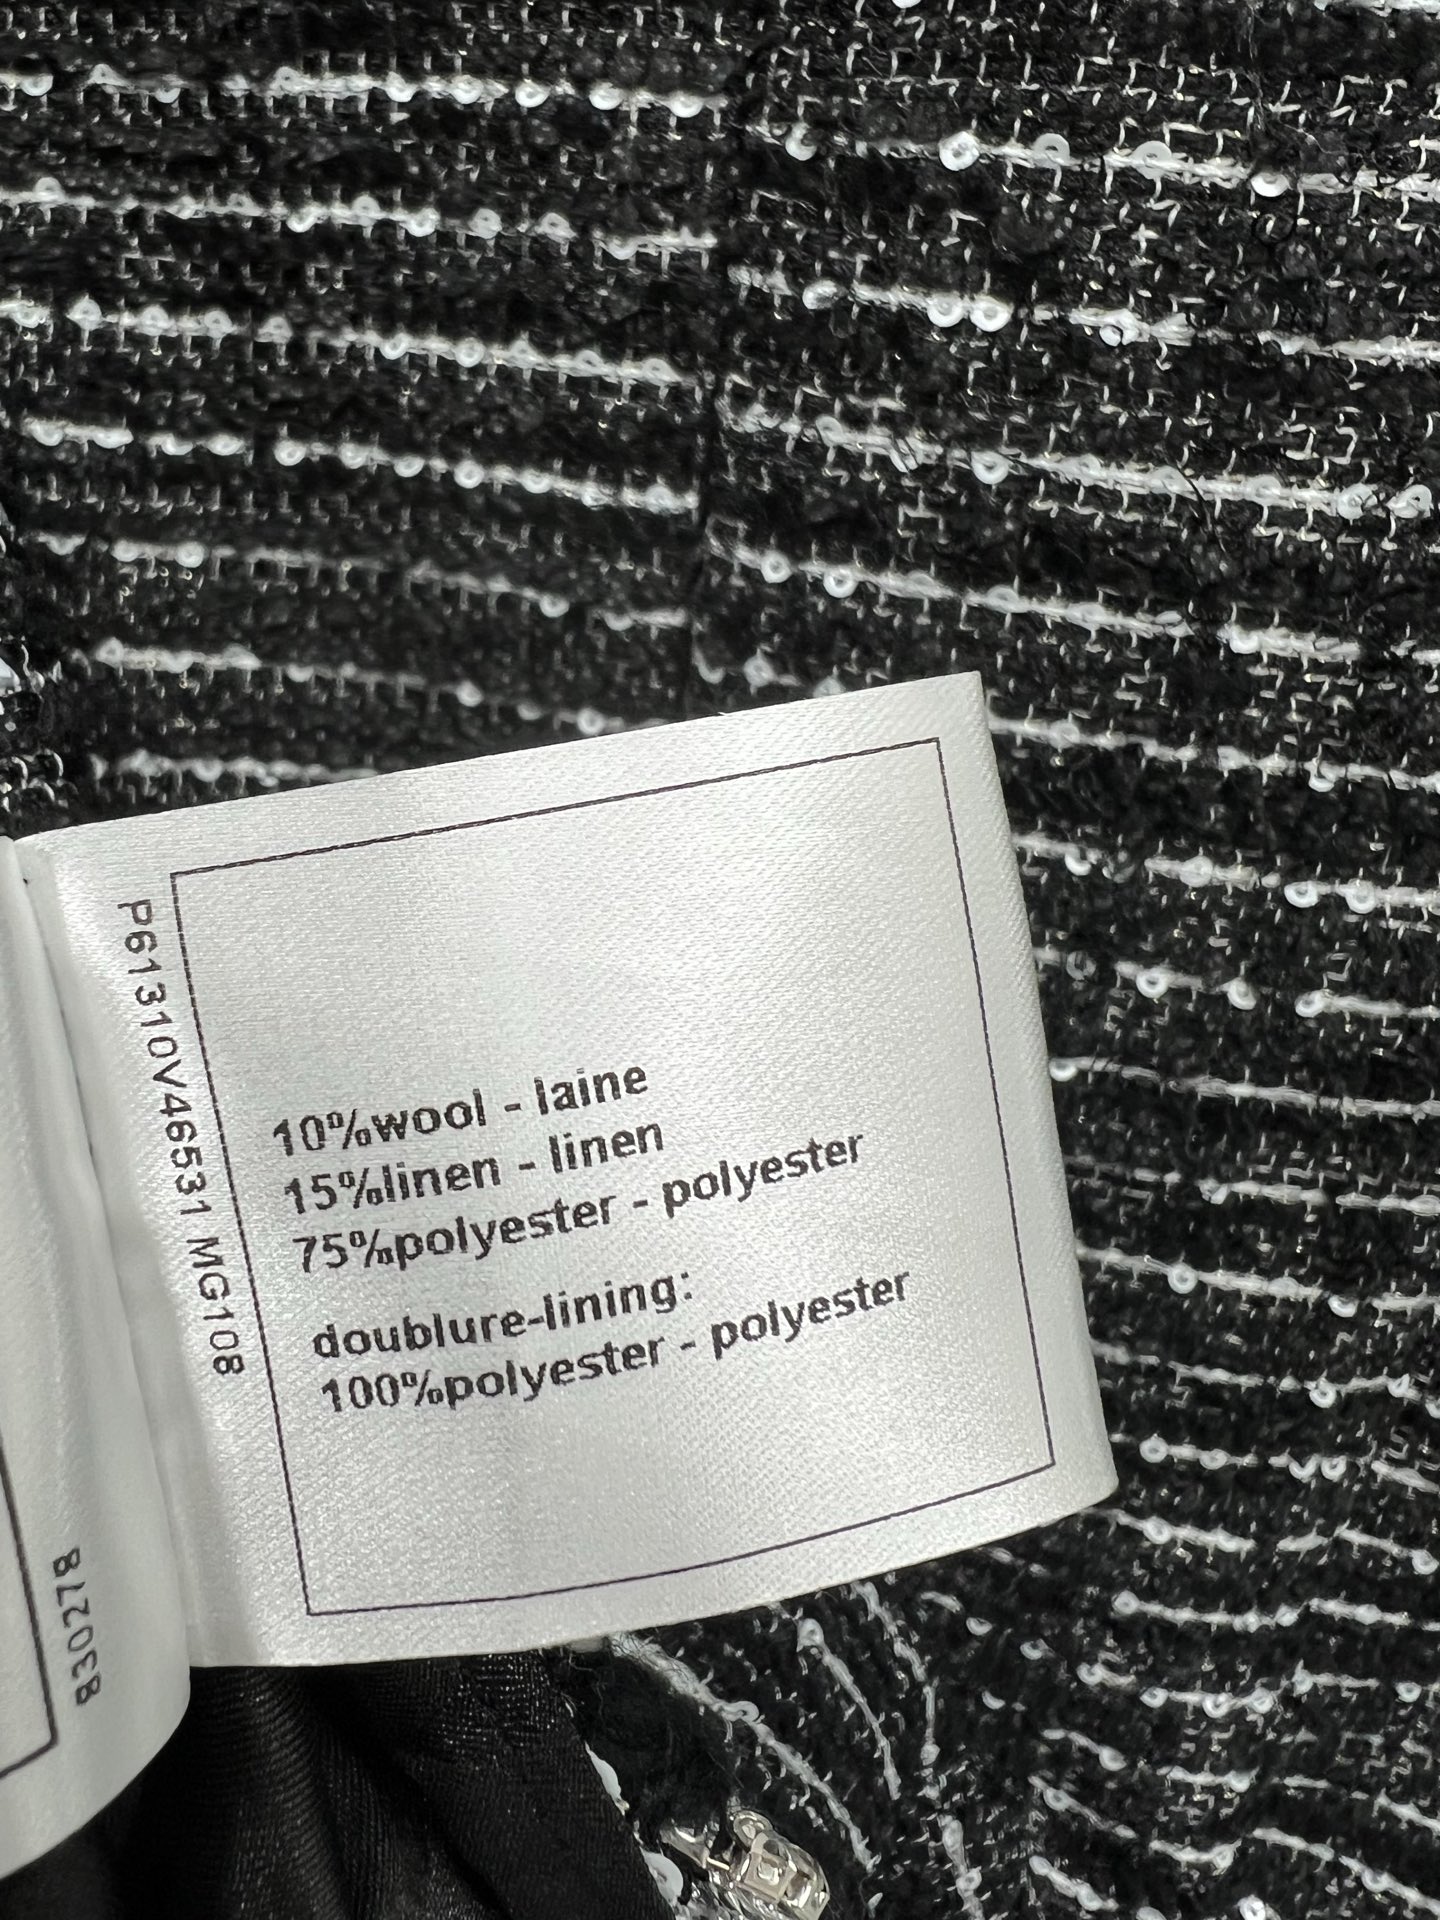 P61310V46531 MG108
10%wool - laine
15%linen - linen
75%polyester - polyester
doublure-lining:
100%polyester - polyester
830278